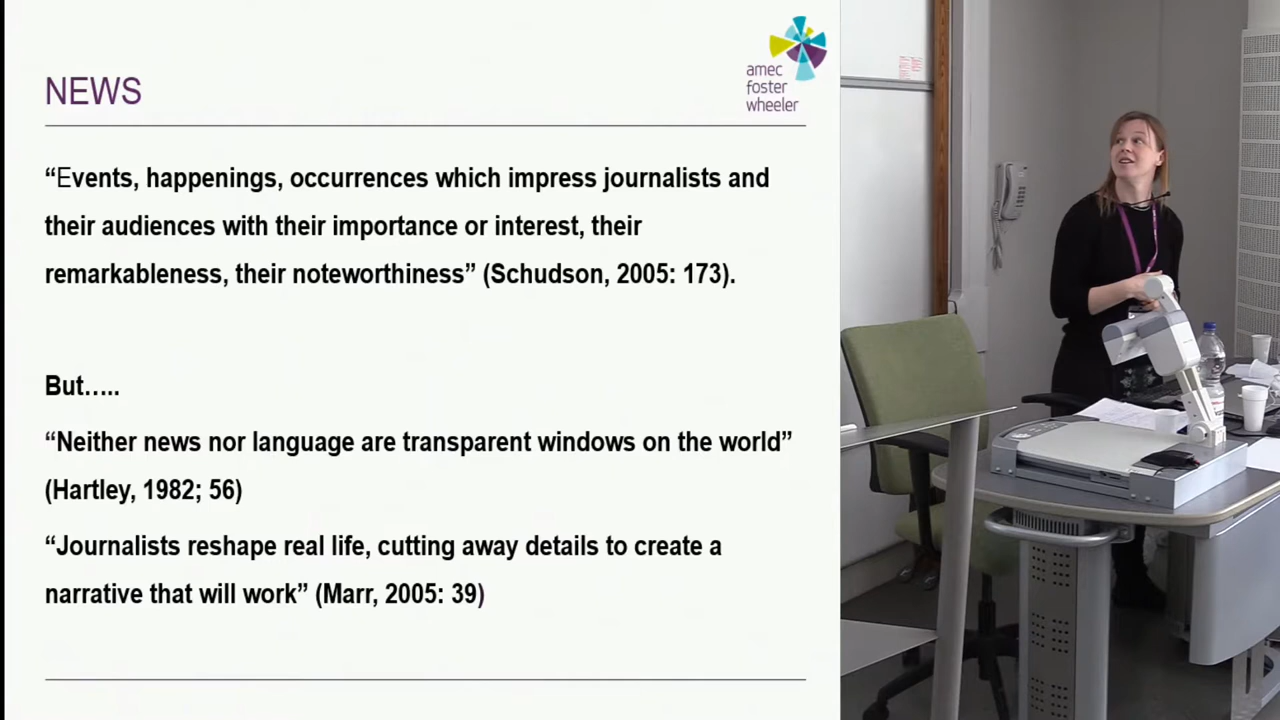 NEWS
amec
foster
wheeler
“Events, happenings, occurrences which impress journalists and
their audiences with their importance or interest, their
remarkableness, their noteworthiness” (Schudson, 2005: 173).
But…..
“Neither news nor language are transparent windows on the world”
(Hartley, 1982; 56)
“Journalists reshape real life, cutting away details to create a
narrative that will work” (Marr, 2005: 39)